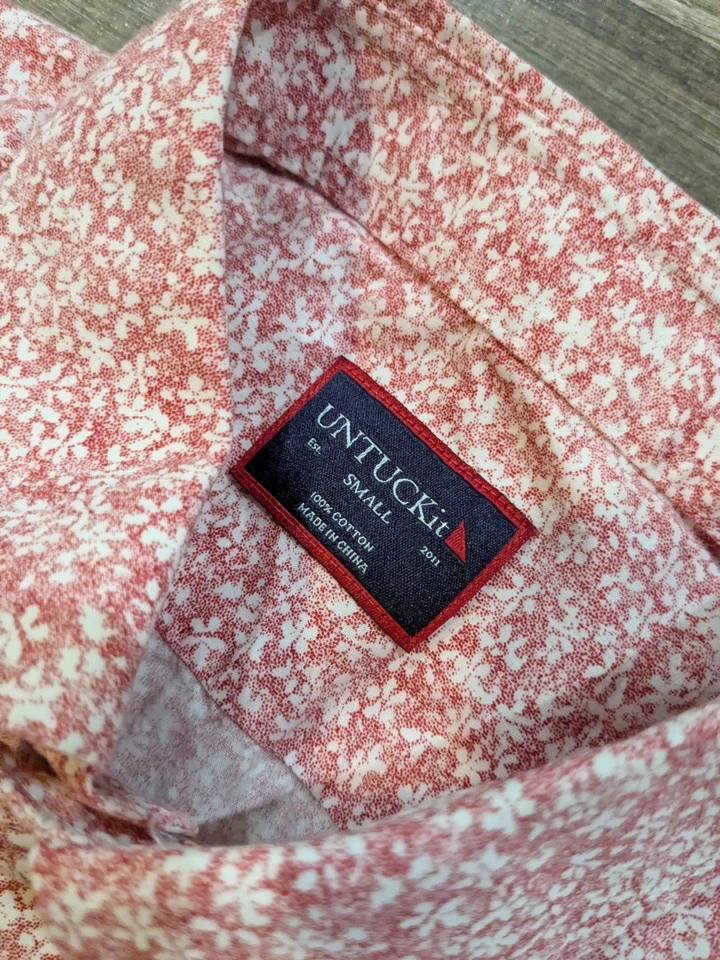 UNTUCKit
Est. 2011
SMALL
100% COTTON
MADE IN CHINA